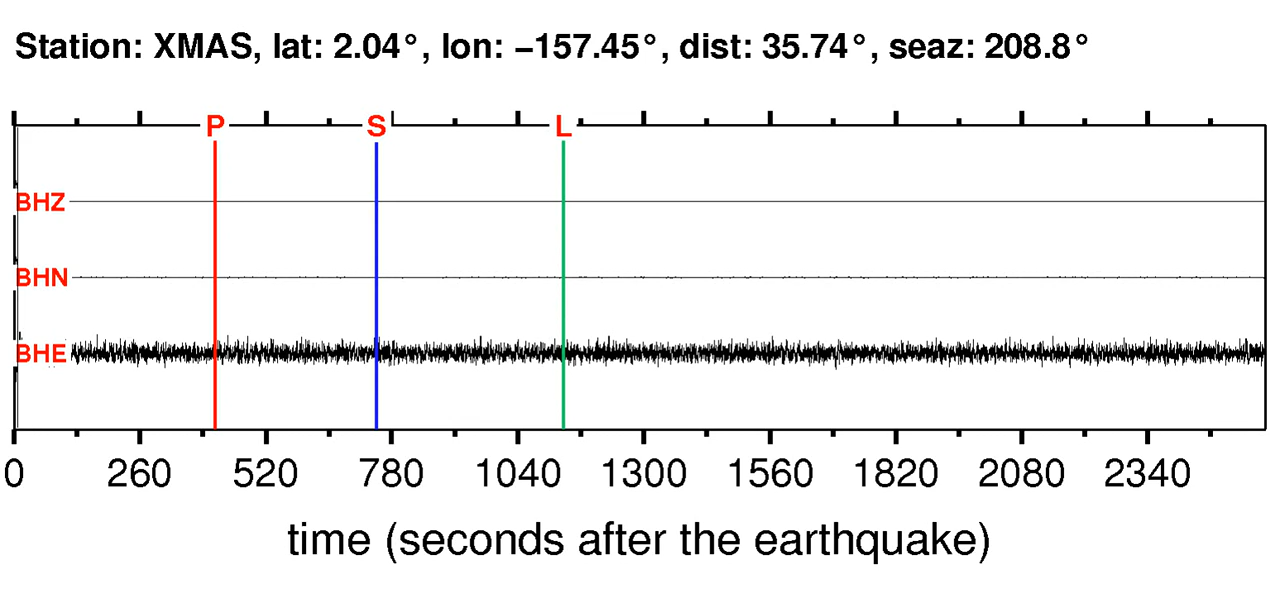 Station: XMAS, lat: 2.04°, lon: −157.45°, dist: 35.74°, seaz: 208.8°
P S L
BHZ
BHN
BHE
0 260 520 780 1040 1300 1560 1820 2080 2340
time (seconds after the earthquake)